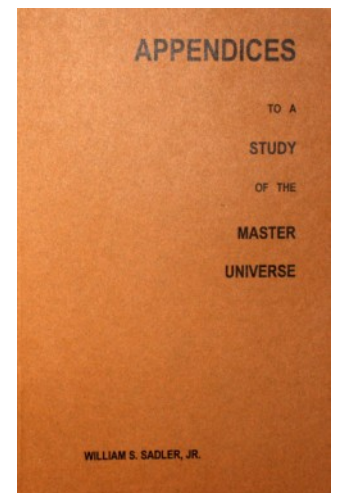 APPENDICES
TO A
STUDY
OF THE
MASTER
UNIVERSE
WILLIAM S. SADLER, JR.